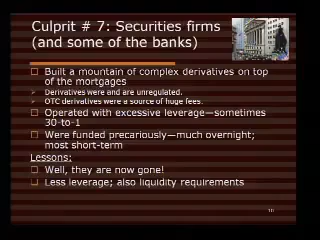 Culprit # 7: Securities firms
(and some of the banks)
Built a mountain of complex derivatives on top
of the mortgages
Derivatives were and are unregulated.
OTC derivatives were a source of huge fees.
Operated with excessive leverage—sometimes
30-to-1
Were funded precariously—much overnight;
most short-term
Lessons:
Well, they are now gone!
Less leverage; also liquidity requirements